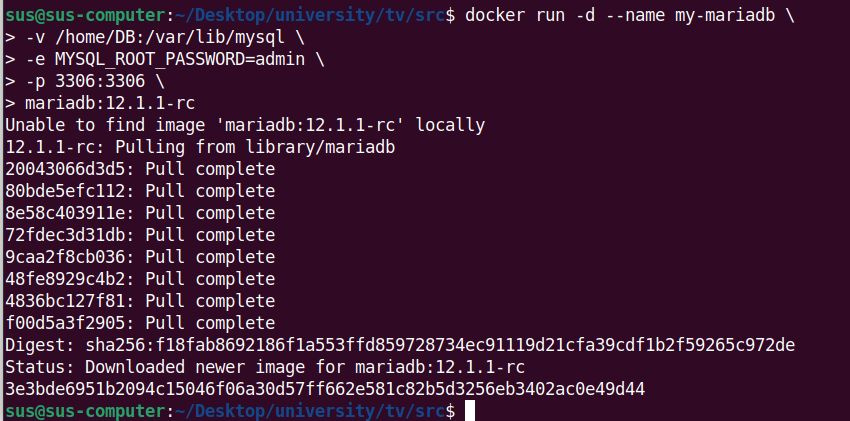 sus@sus-computer:~/Desktop/university/tv/src$ docker run -d --name my-mariadb \
> -v /home/DB:/var/lib/mysql \
> -e MYSQL_ROOT_PASSWORD=admin \
> -p 3306:3306 \
> mariadb:12.1.1-rc
Unable to find image 'mariadb:12.1.1-rc' locally
12.1.1-rc: Pulling from library/mariadb
20043066d3d5: Pull complete
80bde5efc112: Pull complete
8e58c403911e: Pull complete
72fdec3d31db: Pull complete
9caa2f8cb036: Pull complete
48fe8929c4b2: Pull complete
4836bc127f81: Pull complete
f00d5a3f2905: Pull complete
Digest: sha256:f18fab8692186f1a553ffd859728734ec91119d21cfa39cdf1b2f59265c972de
Status: Downloaded newer image for mariadb:12.1.1-rc
3e3bde6951b2094c15046f06a30d57ff662e581c82b5d3256eb3402ac0e49d44
sus@sus-computer:~/Desktop/university/tv/src$